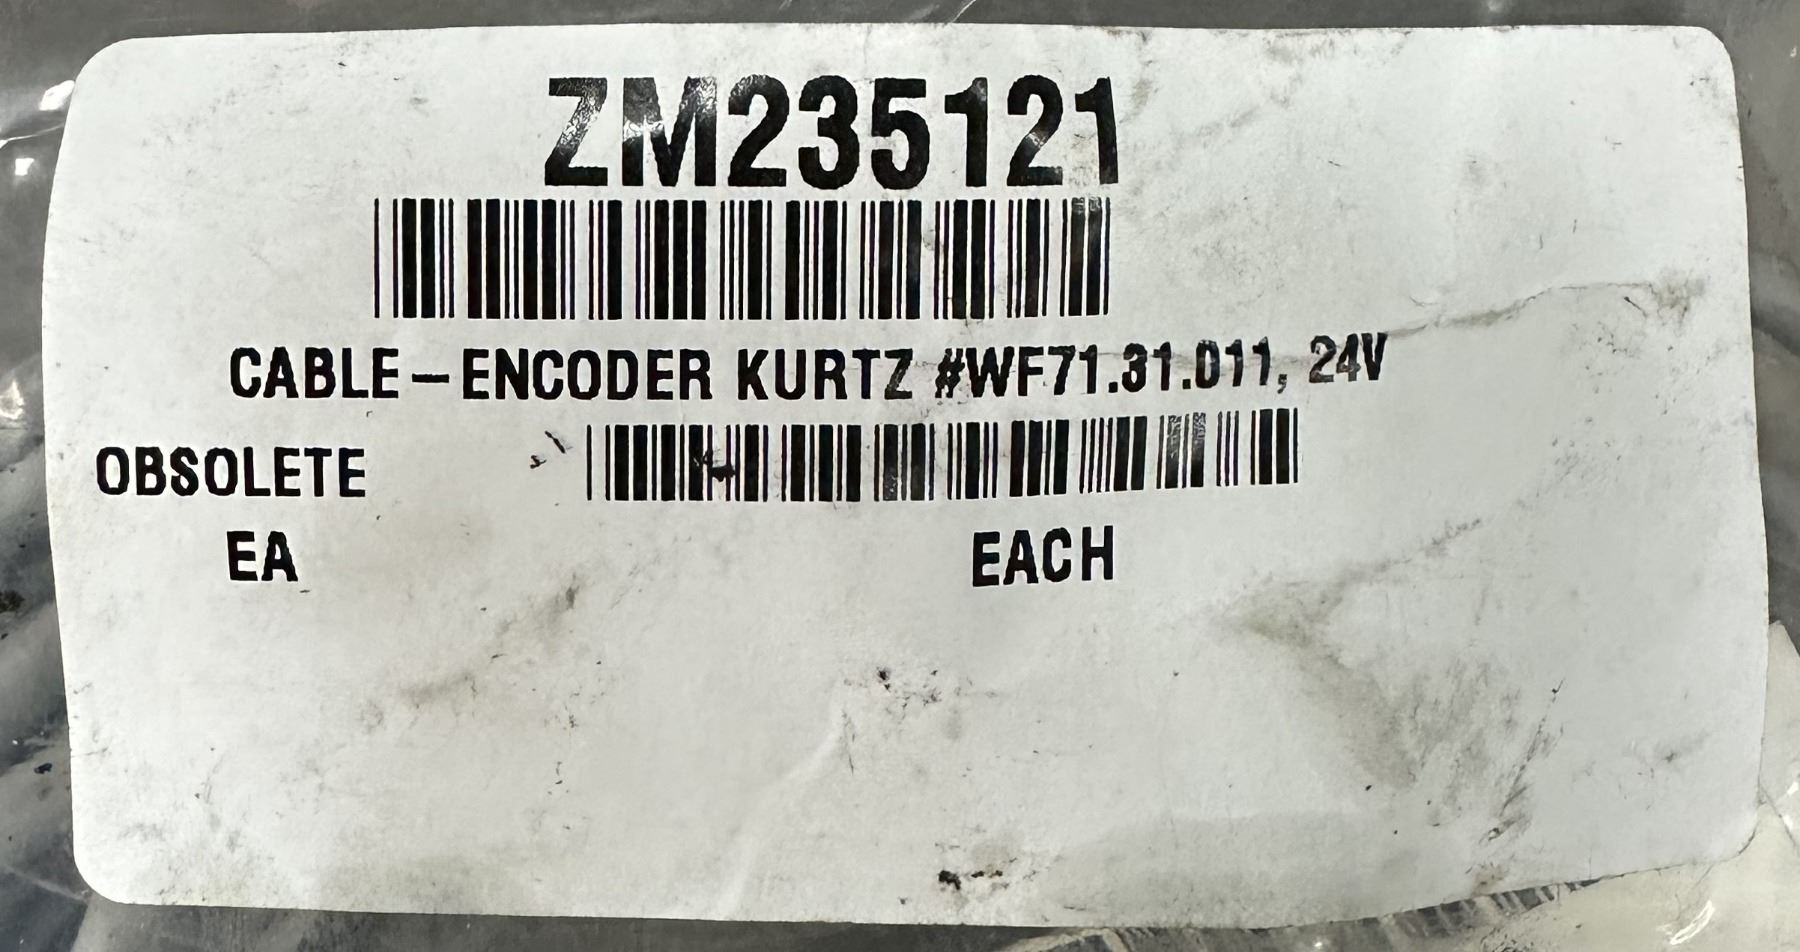 ZM235121
CABLE-ENCODER KURTZ #WF71.31.011, 24V
OBSOLETE
EA EACH